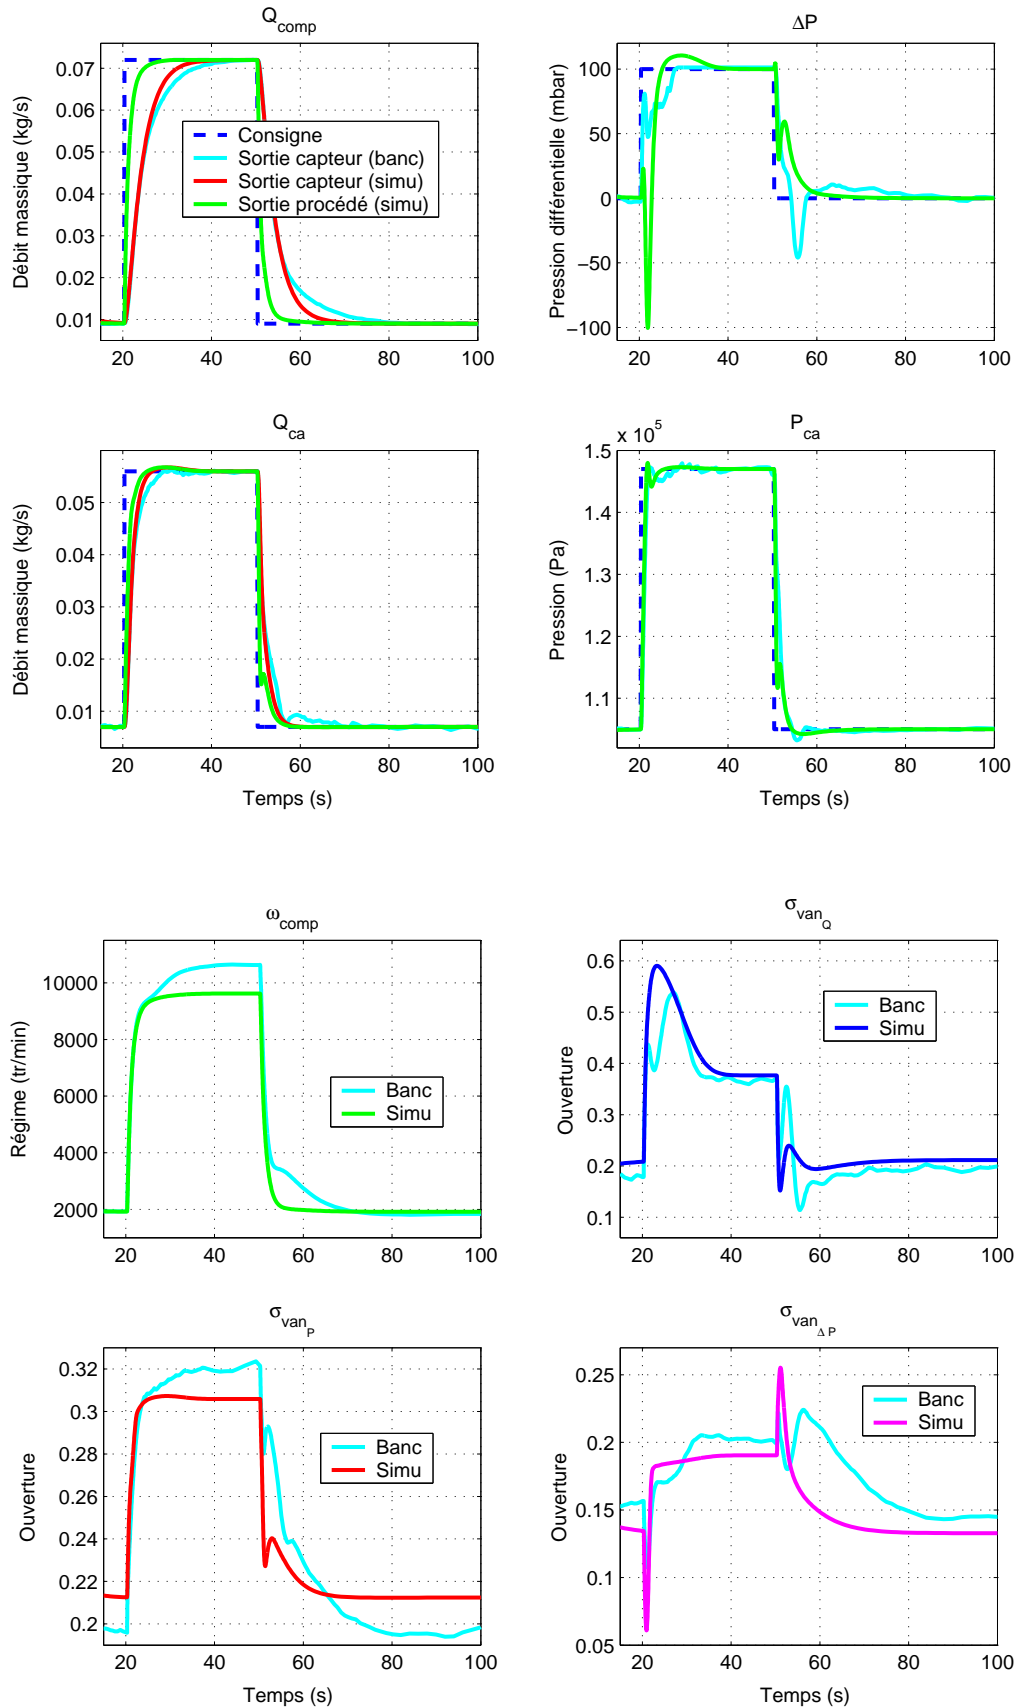 Q_comp
Débit massique (kg/s)
0.07
0.06
0.05
0.04
0.03
0.02
0.01
Consigne
Sortie capteur (banc)
Sortie capteur (simu)
Sortie procédé (simu)
20 40 60 80 100
ΔP
Pression différentielle (mbar)
100
50
0
−50
−100
20 40 60 80 100
Q_ca
Débit massique (kg/s)
0.05
0.04
0.03
0.02
0.01
20 40 60 80 100
Temps (s)
P_ca
x 10^5
Pression (Pa)
1.5
1.4
1.3
1.2
1.1
20 40 60 80 100
Temps (s)
ω_comp
Régime (tr/min)
10000
8000
6000
4000
2000
Banc
Simu
20 40 60 80 100
σ_van_Q
Ouverture
0.6
0.5
0.4
0.3
0.2
0.1
Banc
Simu
20 40 60 80 100
σ_van_P
Ouverture
0.32
0.3
0.28
0.26
0.24
0.22
0.2
Banc
Simu
20 40 60 80 100
Temps (s)
σ_van_Δ P
Ouverture
0.25
0.2
0.15
0.1
0.05
Banc
Simu
20 40 60 80 100
Temps (s)